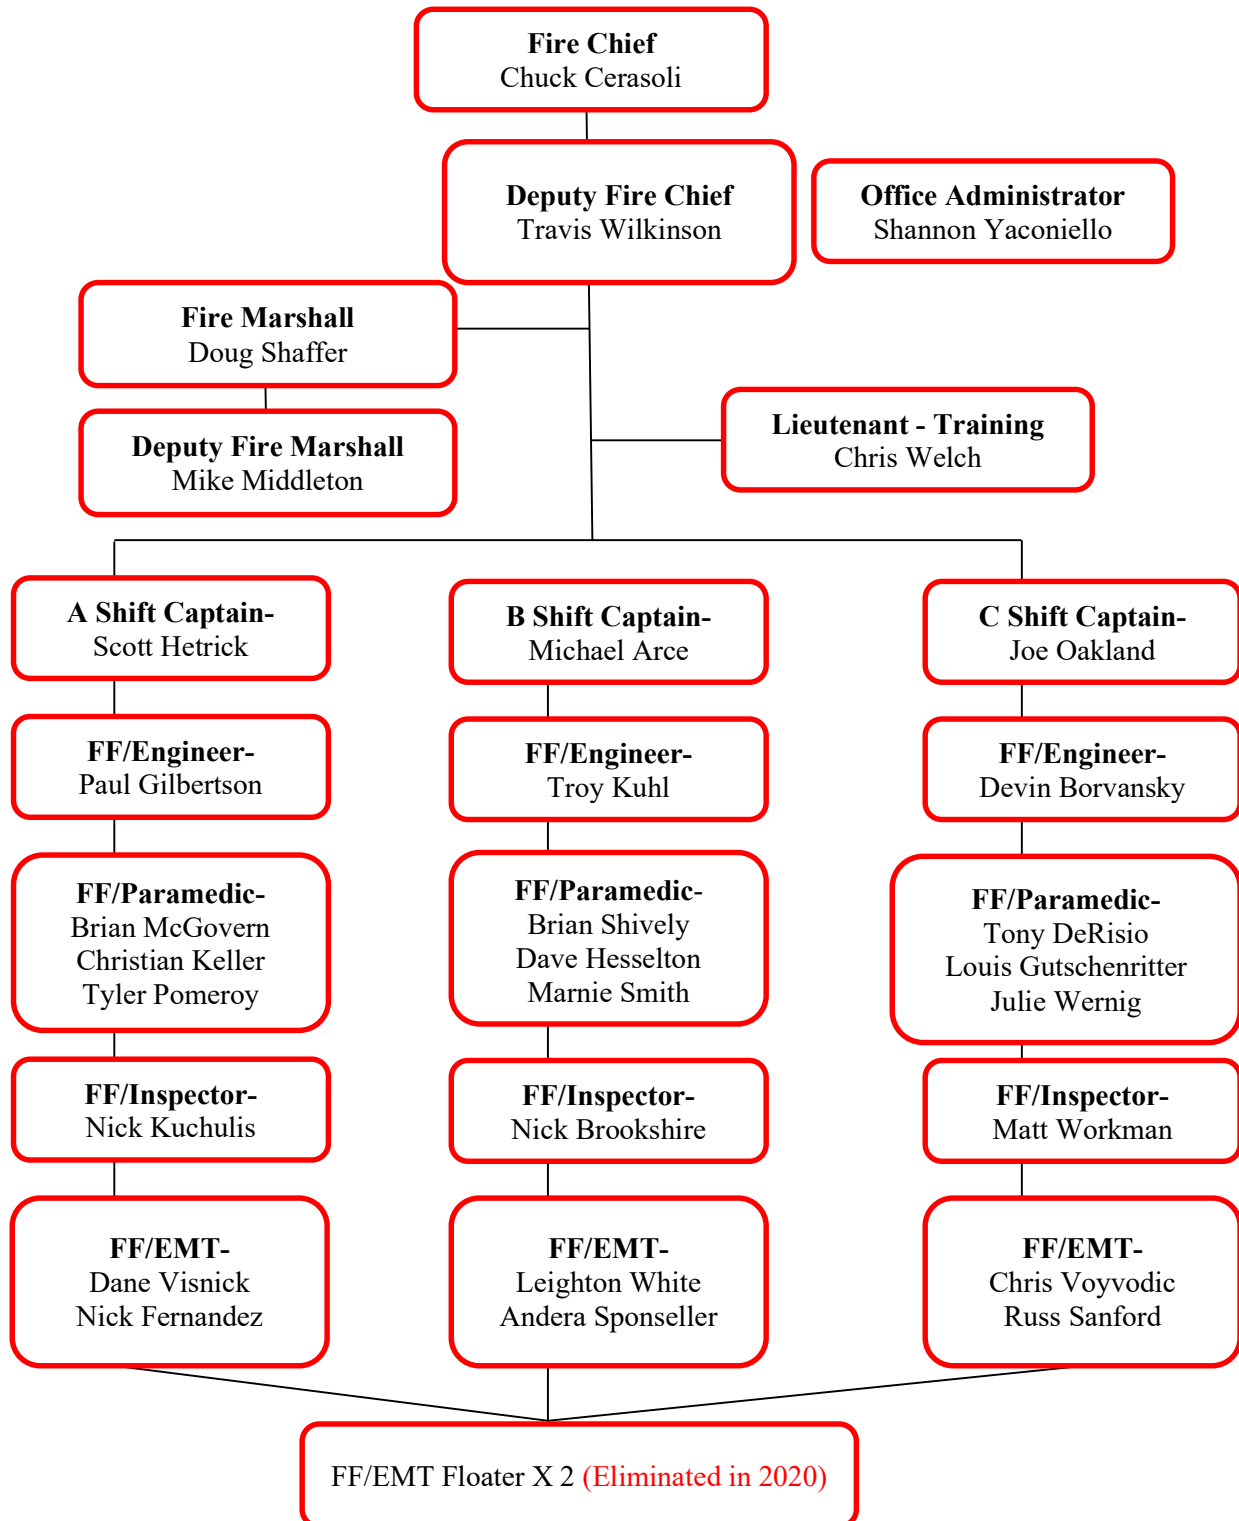 Fire Chief
Chuck Cerasoli
Deputy Fire Chief
Travis Wilkinson
Office Administrator
Shannon Yaconiello
Fire Marshall
Doug Shaffer
Deputy Fire Marshall
Mike Middleton
Lieutenant - Training
Chris Welch
A Shift Captain-
Scott Hetrick
B Shift Captain-
Michael Arce
C Shift Captain-
Joe Oakland
FF/Engineer-
Paul Gilbertson
FF/Engineer-
Troy Kuhl
FF/Engineer-
Devin Borvansky
FF/Paramedic-
Brian McGovern
Christian Keller
Tyler Pomeroy
FF/Paramedic-
Brian Shively
Dave Hesselton
Marnie Smith
FF/Paramedic-
Tony DeRisio
Louis Gutschenritter
Julie Wernig
FF/Inspector-
Nick Kuchulis
FF/Inspector-
Nick Brookshire
FF/Inspector-
Matt Workman
FF/EMT-
Dane Visnick
Nick Fernandez
FF/EMT-
Leighton White
Andera Sponseller
FF/EMT-
Chris Voyvodic
Russ Sanford
FF/EMT Floater X 2 (Eliminated in 2020)